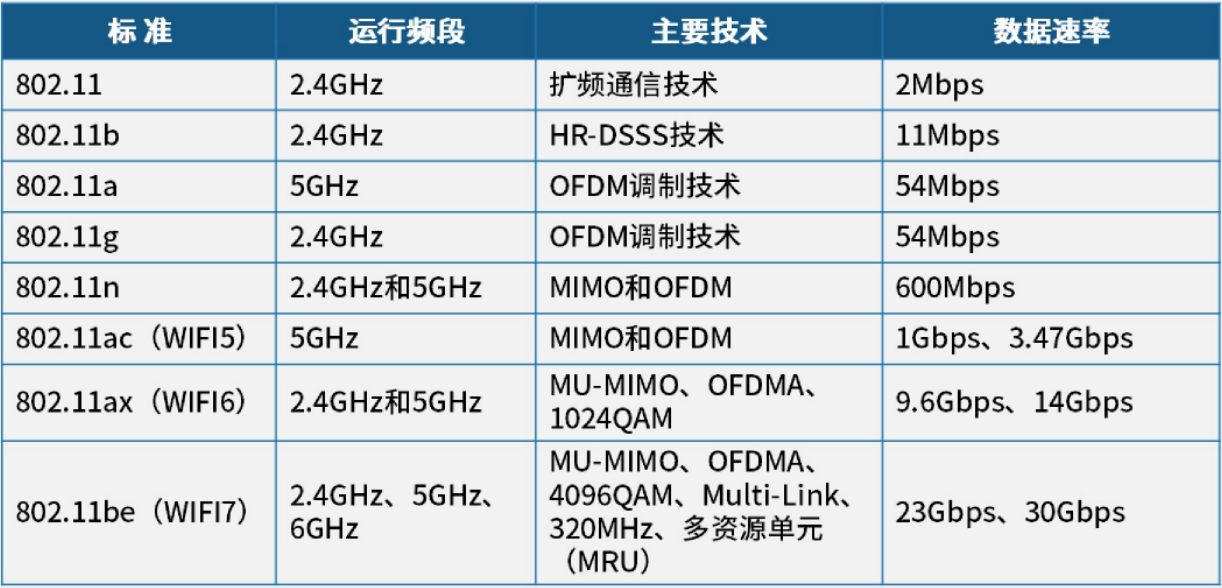 标 准 运行频段 主要技术 数据速率
802.11 2.4GHz 扩频通信技术 2Mbps
802.11b 2.4GHz HR-DSSS技术 11Mbps
802.11a 5GHz OFDM调制技术 54Mbps
802.11g 2.4GHz OFDM调制技术 54Mbps
802.11n 2.4GHz和5GHz MIMO和OFDM 600Mbps
802.11ac（WIFI5） 5GHz MIMO和OFDM 1Gbps、3.47Gbps
802.11ax（WIFI6） 2.4GHz和5GHz MU-MIMO、OFDMA、
1024QAM 9.6Gbps、14Gbps
802.11be（WIFI7） 2.4GHz、5GHz、
6GHz MU-MIMO、OFDMA、
4096QAM、Multi-Link、
320MHz、多资源单元
（MRU） 23Gbps、30Gbps